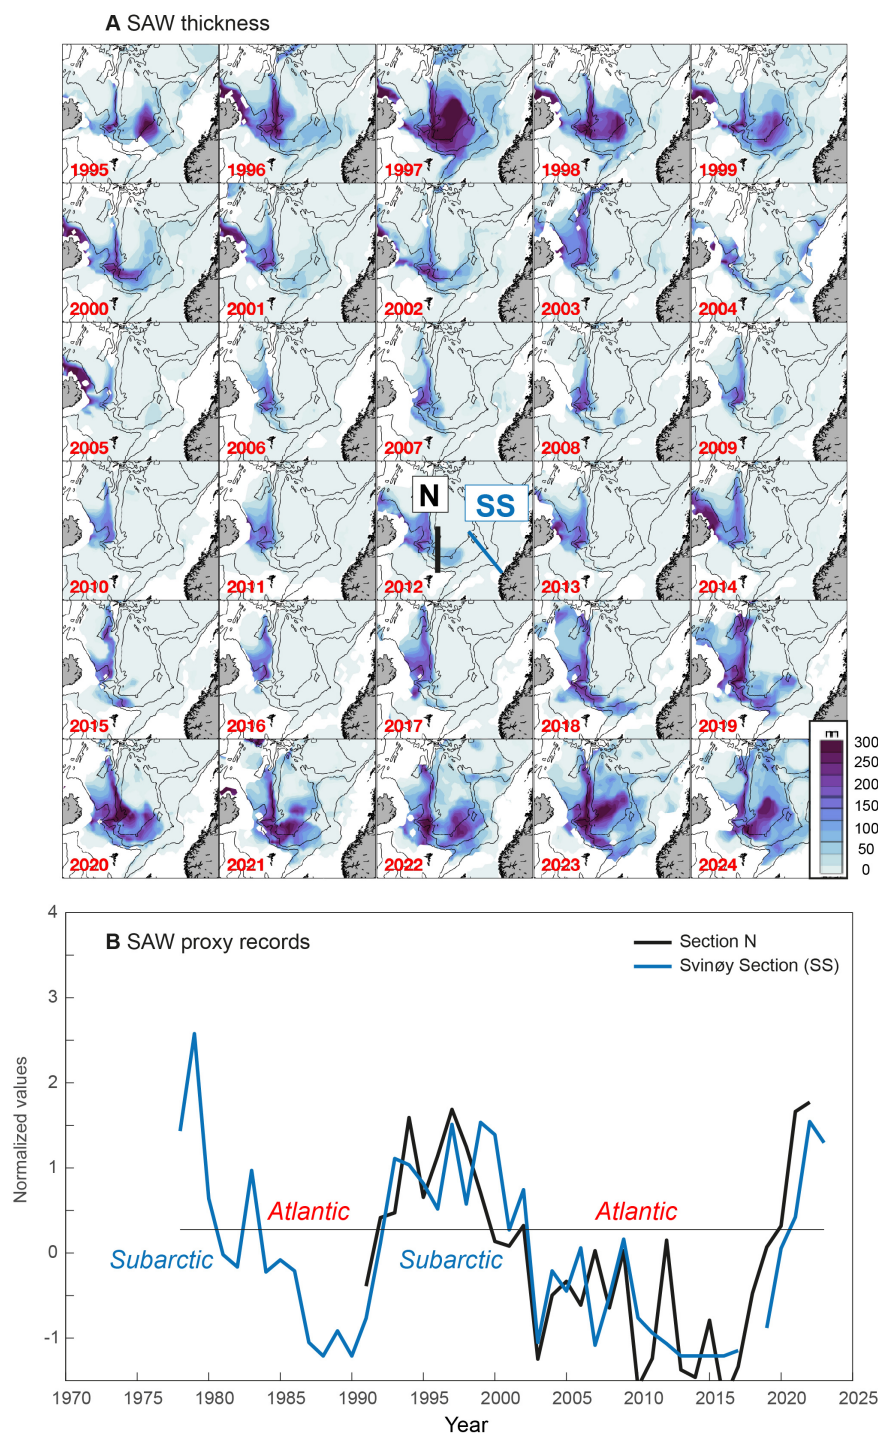 A SAW thickness
1995 1996 1997 1998 1999
2000 2001 2002 2003 2004
2005 2006 2007 2008 2009
N
SS
2010 2011 2012 2013 2014
2015 2016 2017 2018 2019
m
300
250
200
150
100
50
0
2020 2021 2022 2023 2024
B SAW proxy records
Section N
Svinøy Section (SS)
4
3
2
1
0
-1
Normalized values
Atlantic
Atlantic
Subarctic
Subarctic
1970 1975 1980 1985 1990 1995 2000 2005 2010 2015 2020 2025
Year